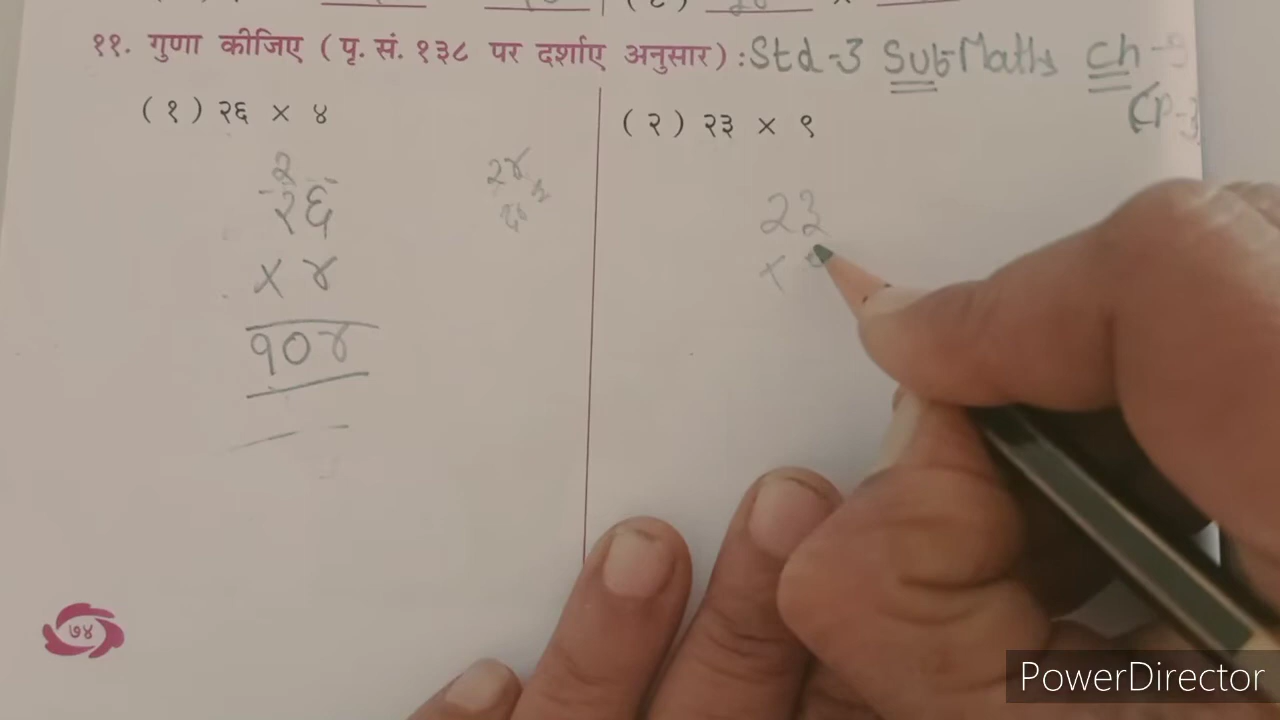 ११. गुणा कीजिए ( पृ. सं. १३८ पर दर्शाए अनुसार ) : Std-3 Sub-Maths Ch-
( १ ) २६ × ४
२
२६
× ४
१०४
२४
( २ ) २३ × ९
२३
×
७४
PowerDirector